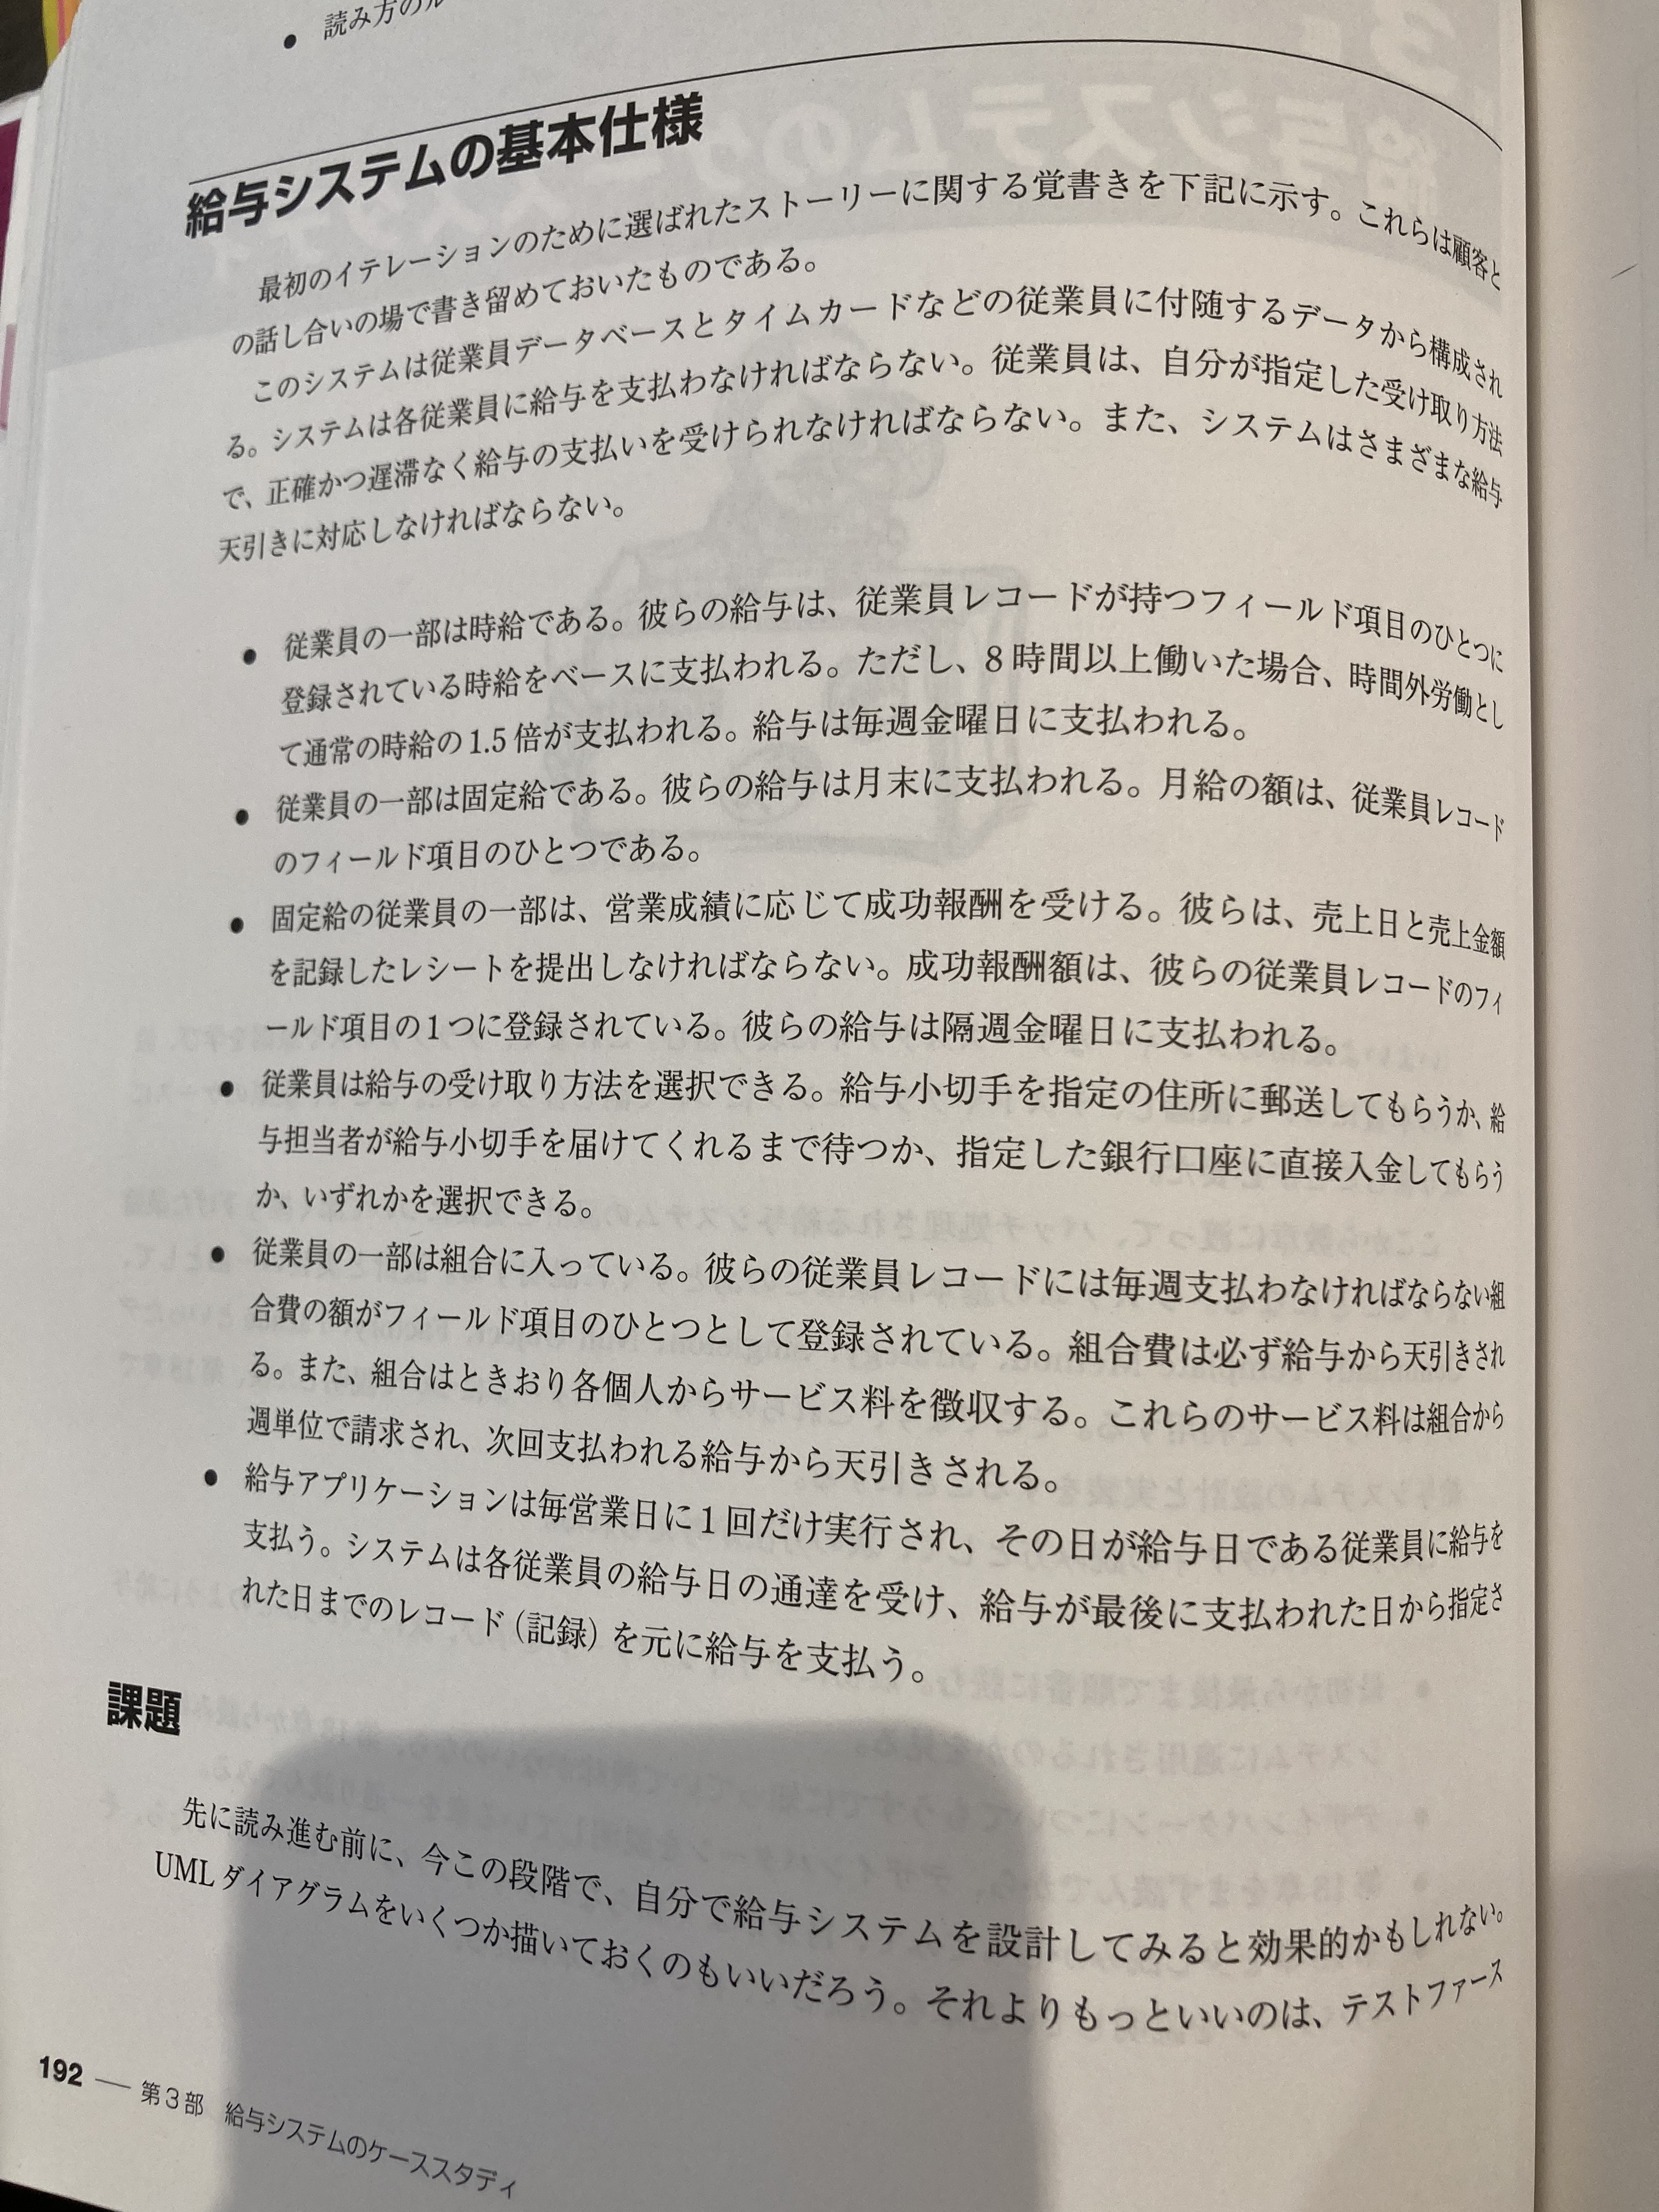 • 読み方のル
給与システムの基本仕様
最初のイテレーションのために選ばれたストーリーに関する覚書きを下記に示す。これらは顧客と
の話し合いの場で書き留めておいたものである。
このシステムは従業員データベースとタイムカードなどの従業員に付随するデータから構成され
る。システムは各従業員に給与を支払わなければならない。従業員は、自分が指定した受け取り方法
で、正確かつ遅滞なく給与の支払いを受けられなければならない。また、システムはさまざまな給与
天引きに対応しなければならない。
• 従業員の一部は時給である。彼らの給与は、従業員レコードが持つフィールド項目のひとつに
登録されている時給をベースに支払われる。ただし、8時間以上働いた場合、時間外労働とし
て通常の時給の1.5倍が支払われる。給与は毎週金曜日に支払われる。
• 従業員の一部は固定給である。彼らの給与は月末に支払われる。月給の額は、従業員レコード
のフィールド項目のひとつである。
• 固定給の従業員の一部は、営業成績に応じて成功報酬を受ける。彼らは、売上日と売上金額
を記録したレシートを提出しなければならない。成功報酬額は、彼らの従業員レコードのフィ
ールド項目の1つに登録されている。彼らの給与は隔週金曜日に支払われる。
• 従業員は給与の受け取り方法を選択できる。給与小切手を指定の住所に郵送してもらうか、給
与担当者が給与小切手を届けてくれるまで待つか、指定した銀行口座に直接入金してもらう
か、いずれかを選択できる。
• 従業員の一部は組合に入っている。彼らの従業員レコードには毎週支払わなければならない組
合費の額がフィールド項目のひとつとして登録されている。組合費は必ず給与から天引きされ
る。また、組合はときおり各個人からサービス料を徴収する。これらのサービス料は組合から
週単位で請求され、次回支払われる給与から天引きされる。
• 給与アプリケーションは毎営業日に1回だけ実行され、その日が給与日である従業員に給与を
支払う。システムは各従業員の給与日の通達を受け、給与が最後に支払われた日から指定さ
れた日までのレコード（記録）を元に給与を支払う。
課題
先に読み進む前に、今この段階で、自分で給与システムを設計してみると効果的かもしれない。
UMLダイアグラムをいくつか描いておくのもいいだろう。それよりもっといいのは、テストファース
192 — 第3部 給与システムのケーススタディ